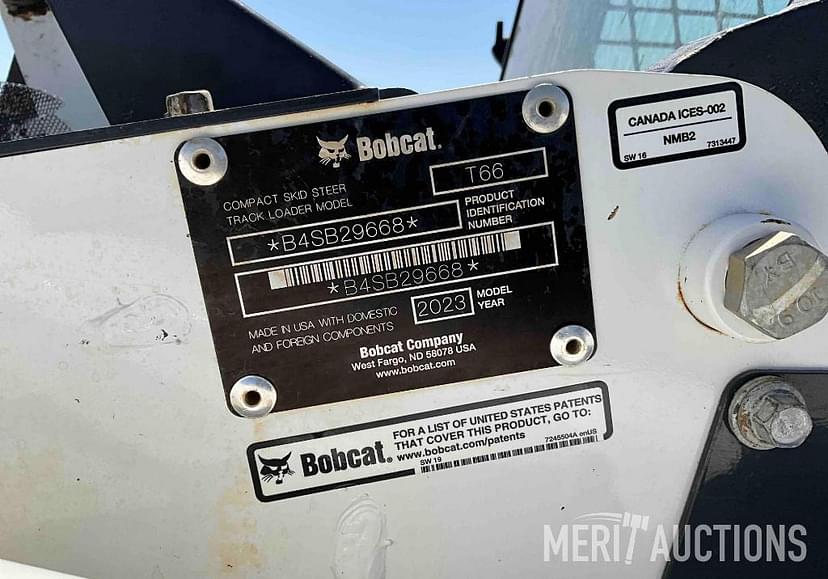 Bobcat.
COMPACT SKID STEER
TRACK LOADER MODEL
T66
*B4SB29668*
PRODUCT
IDENTIFICATION
NUMBER
*B4SB29668*
MADE IN USA WITH DOMESTIC
AND FOREIGN COMPONENTS
2023
MODEL
YEAR
Bobcat Company
West Fargo, ND 58078 USA
www.bobcat.com
CANADA ICES-002
NMB2
SW 16
7313447
Bobcat.
FOR A LIST OF UNITED STATES PATENTS
THAT COVER THIS PRODUCT, GO TO:
www.bobcat.com/patents
7245504A enUS
SW 19
MERIT AUCTIONS